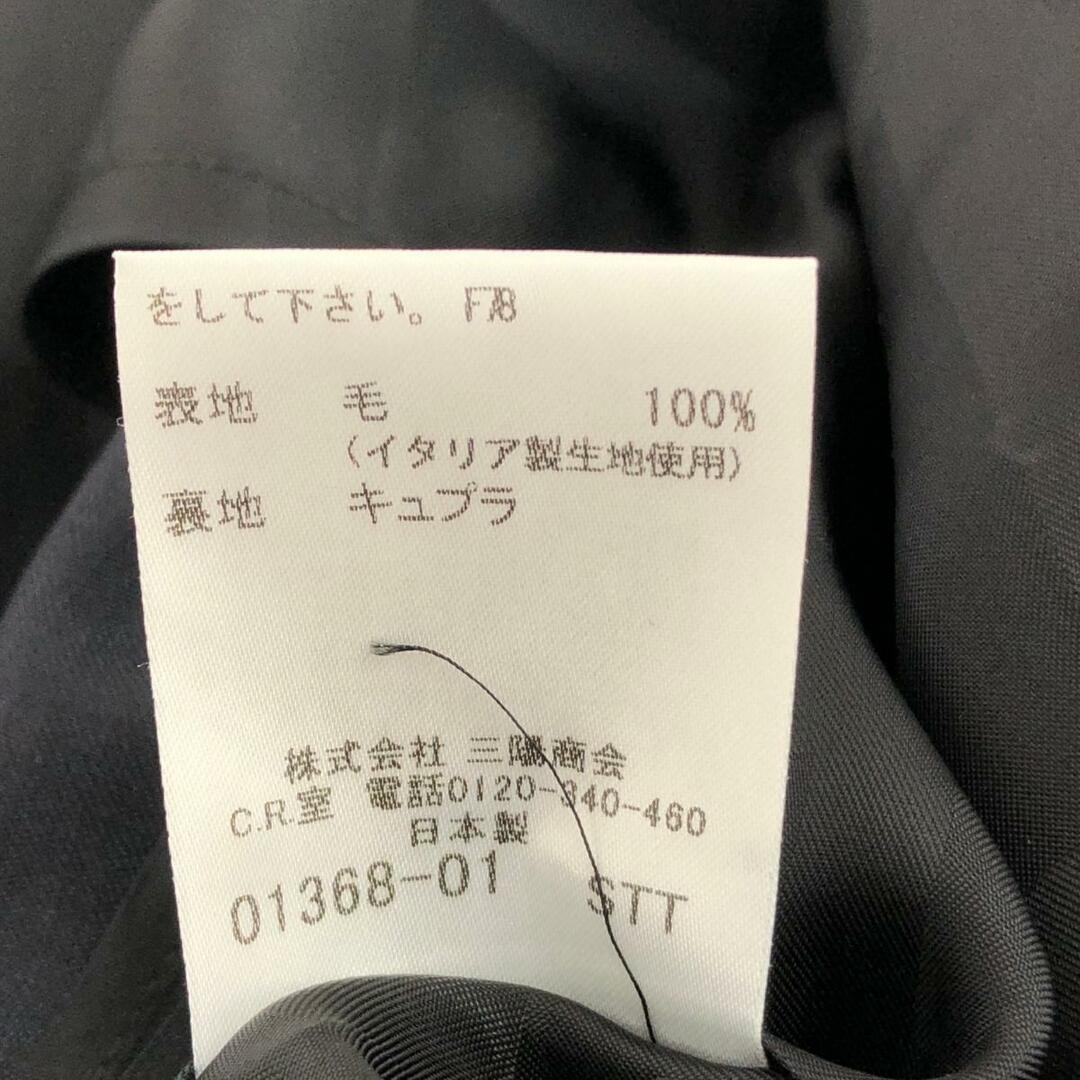 をして下さい。
表地 毛 100%
(イタリア製生地使用)
裏地 キュプラ
株式会社 三陽商会
C.R.室 電話0120-340-460
日本製
01368-01 STT